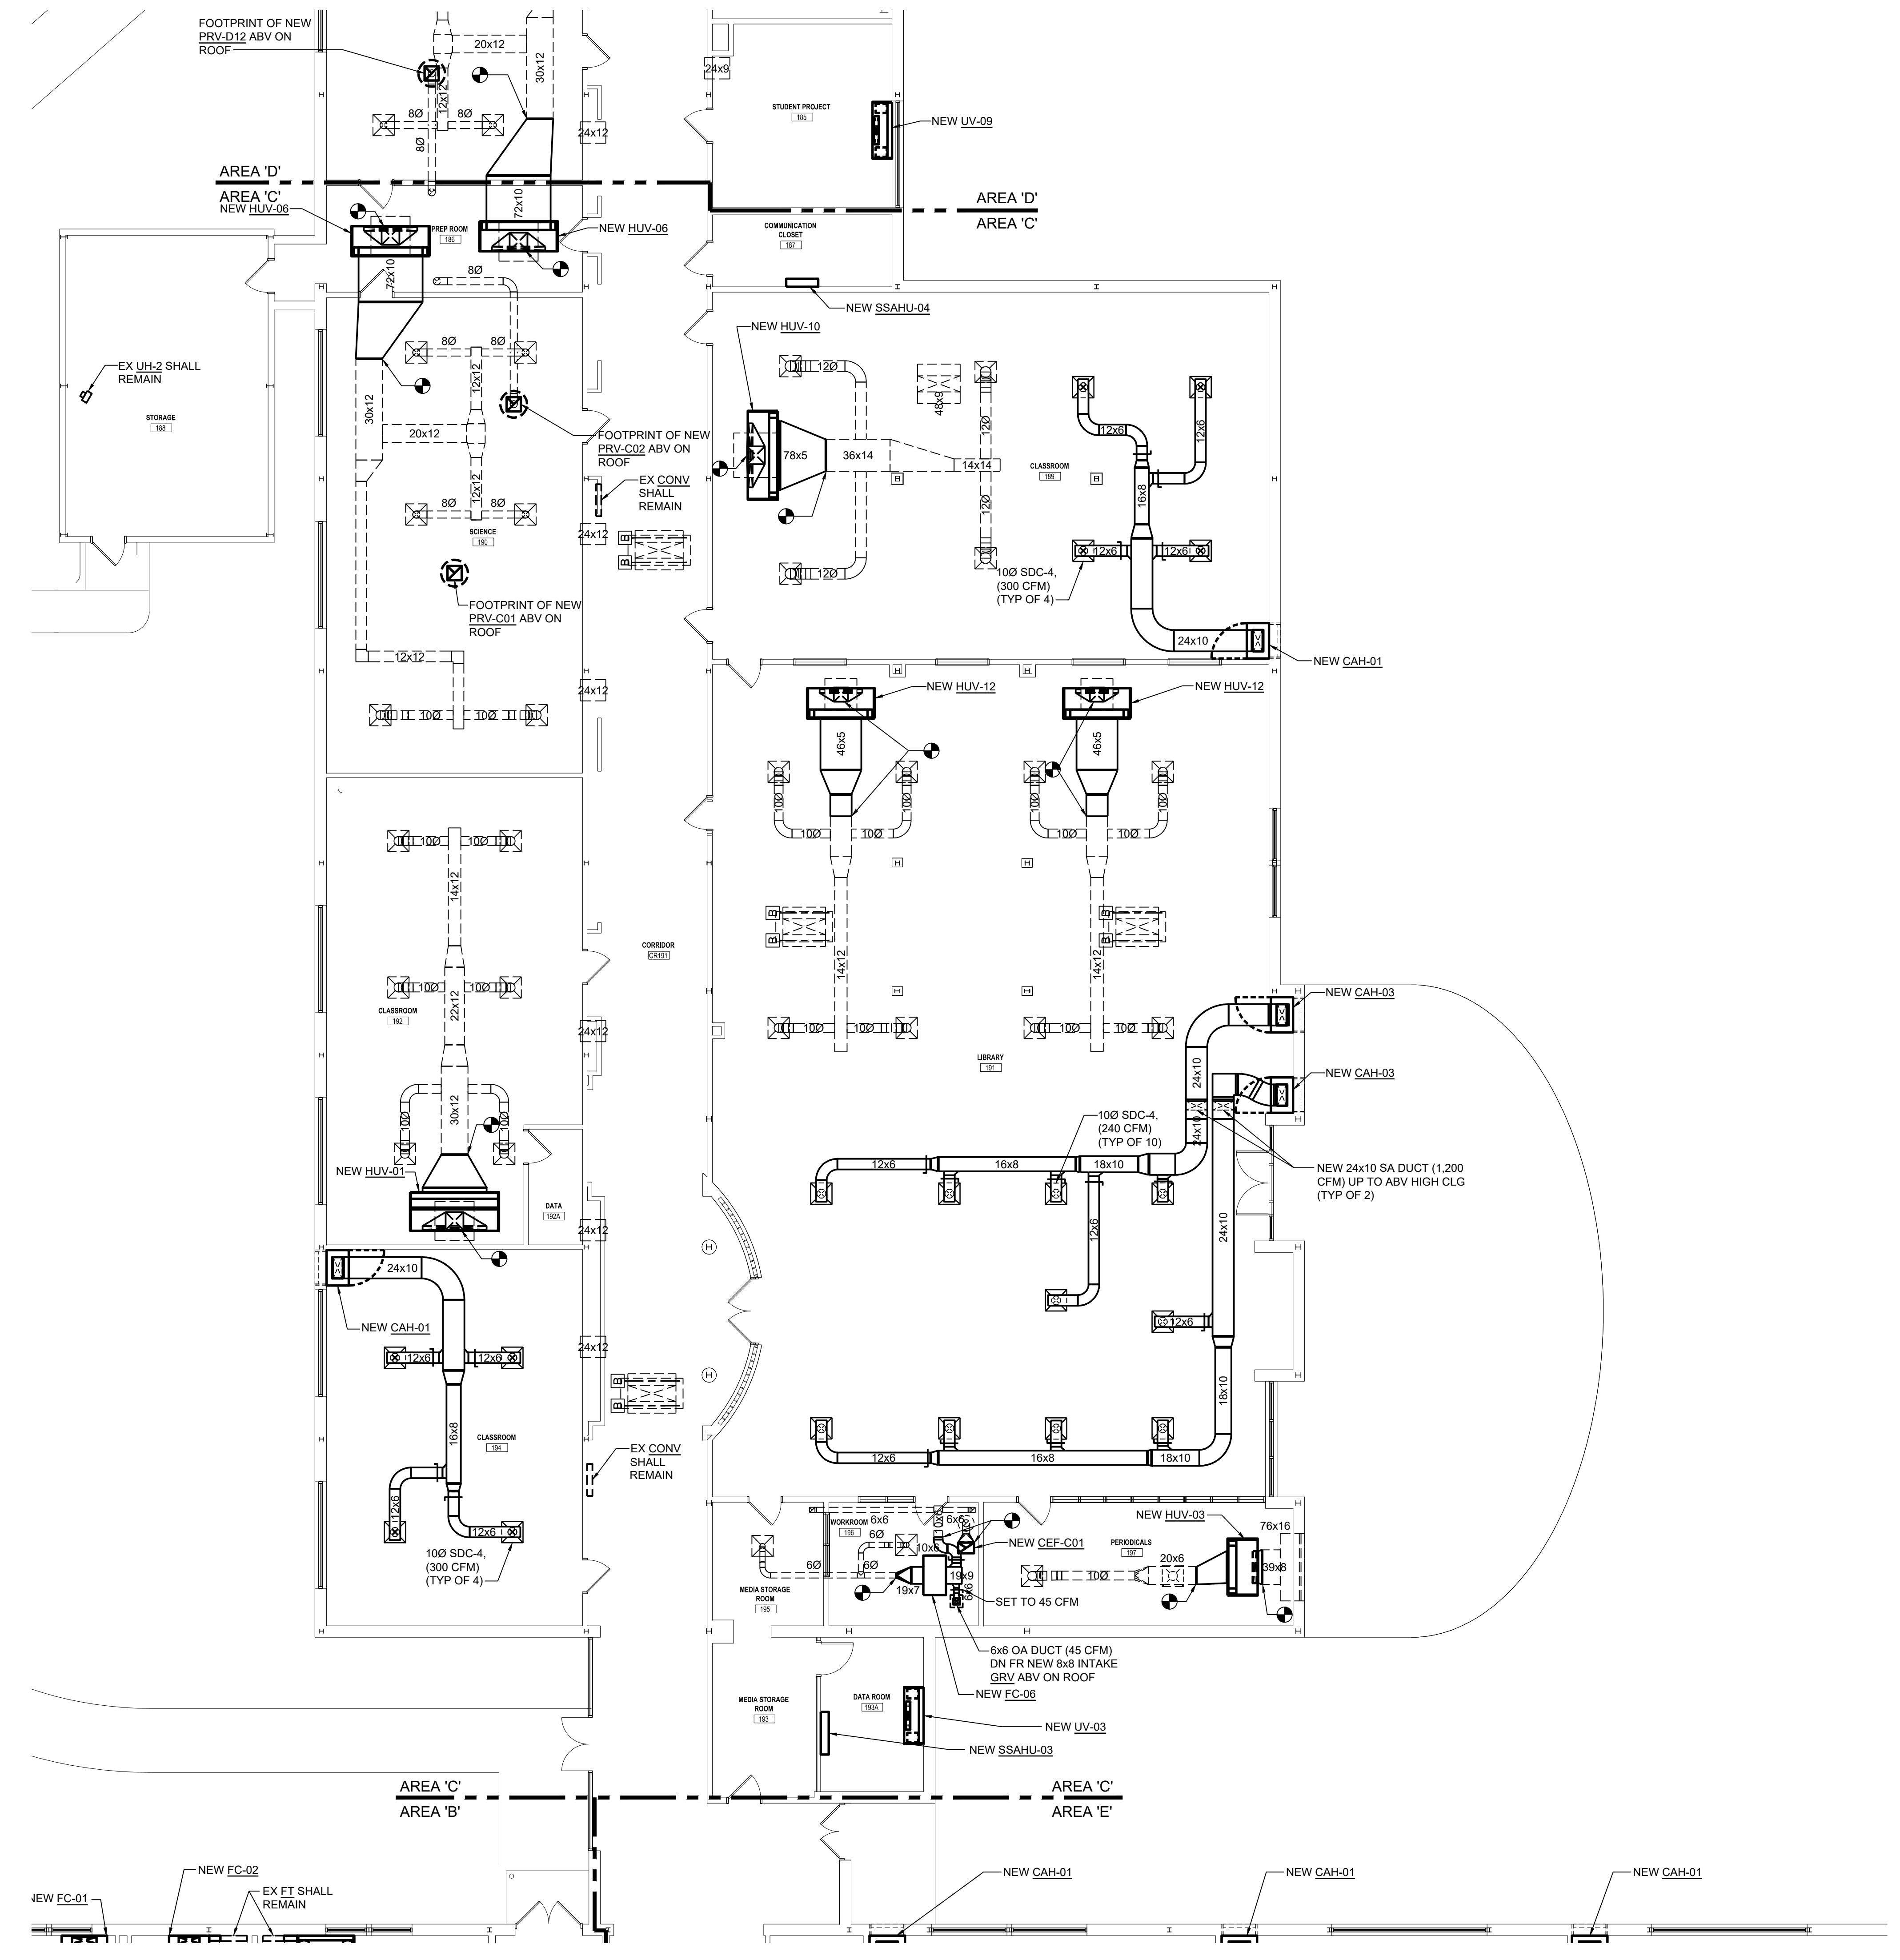 FOOTPRINT OF NEW
PRV-D12 ABV ON
ROOF
20x12
30x12
12x12
8Ø
8Ø
8Ø
24x9
24x12
STUDENT PROJECT
185
NEW UV-09
AREA 'D'
AREA 'C'
AREA 'D'
AREA 'C'
NEW HUV-06
72x10
PREP ROOM
186
NEW HUV-06
72x10
COMMUNICATION
CLOSET
187
8Ø
NEW SSAHU-04
NEW HUV-10
EX UH-2 SHALL
REMAIN
STORAGE
188
8Ø
8Ø
12x12
30x12
20x12
12x12
8Ø
8Ø
SCIENCE
190
FOOTPRINT OF NEW
PRV-C02 ABV ON
ROOF
EX CONV
SHALL
REMAIN
24x12
B
B
FOOTPRINT OF NEW
PRV-C01 ABV ON
ROOF
12x12
24x12
10Ø
10Ø
12Ø
48x9
12Ø
78x5
36x14
14x14
12Ø
12Ø
CLASSROOM
189
12x6
12x6
16x8
12x6
12x6
10Ø SDC-4,
(300 CFM)
(TYP OF 4)
24x10
NEW CAH-01
NEW HUV-12
NEW HUV-12
46x5
46x5
10Ø
10Ø
10Ø
10Ø
10Ø
10Ø
10Ø
10Ø
10Ø
10Ø
14x12
10Ø
10Ø
CLASSROOM
192
22x12
30x12
10Ø
10Ø
CORRIDOR
CR191
24x12
B
B
B
B
14x12
14x12
10Ø
10Ø
10Ø
10Ø
LIBRARY
191
NEW CAH-03
24x10
NEW CAH-03
24x10
10Ø SDC-4,
(240 CFM)
(TYP OF 10)
NEW 24x10 SA DUCT (1,200
CFM) UP TO ABV HIGH CLG
(TYP OF 2)
12x6
16x8
18x10
12x6
24x10
12x6
18x10
12x6
16x8
18x10
NEW HUV-01
DATA
192A
24x12
24x10
NEW CAH-01
12x6
12x6
24x12
B
B
16x8
CLASSROOM
194
EX CONV
SHALL
REMAIN
12x6
12x6
10Ø SDC-4,
(300 CFM)
(TYP OF 4)
6x6
10x6
6x6
WORKROOM
196
6Ø
10x6
6Ø
6Ø
19x7
19x9
6x6
NEW CEF-C01
SET TO 45 CFM
MEDIA STORAGE
ROOM
195
NEW HUV-03
76x16
PERIODICALS
197
20x6
10Ø
39x8
6x6 OA DUCT (45 CFM)
DN FR NEW 8x8 INTAKE
GRV ABV ON ROOF
NEW FC-06
MEDIA STORAGE
ROOM
193
DATA ROOM
193A
NEW UV-03
NEW SSAHU-03
AREA 'C'
AREA 'B'
AREA 'C'
AREA 'E'
NEW FC-02
NEW FC-01
EX FT SHALL
REMAIN
NEW CAH-01
NEW CAH-01
NEW CAH-01